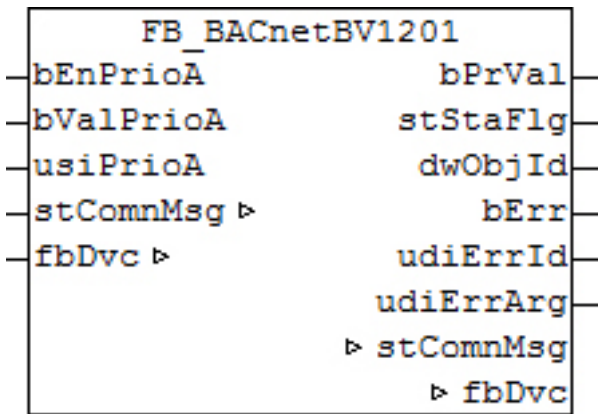 FB_BACnetBV1201
bEnPrioA bPrVal
bValPrioA stStaFlg
usiPrioA dwObjId
stComnMsg ▹ bErr
fbDvc ▹ udiErrId
udiErrArg
▹ stComnMsg
▹ fbDvc